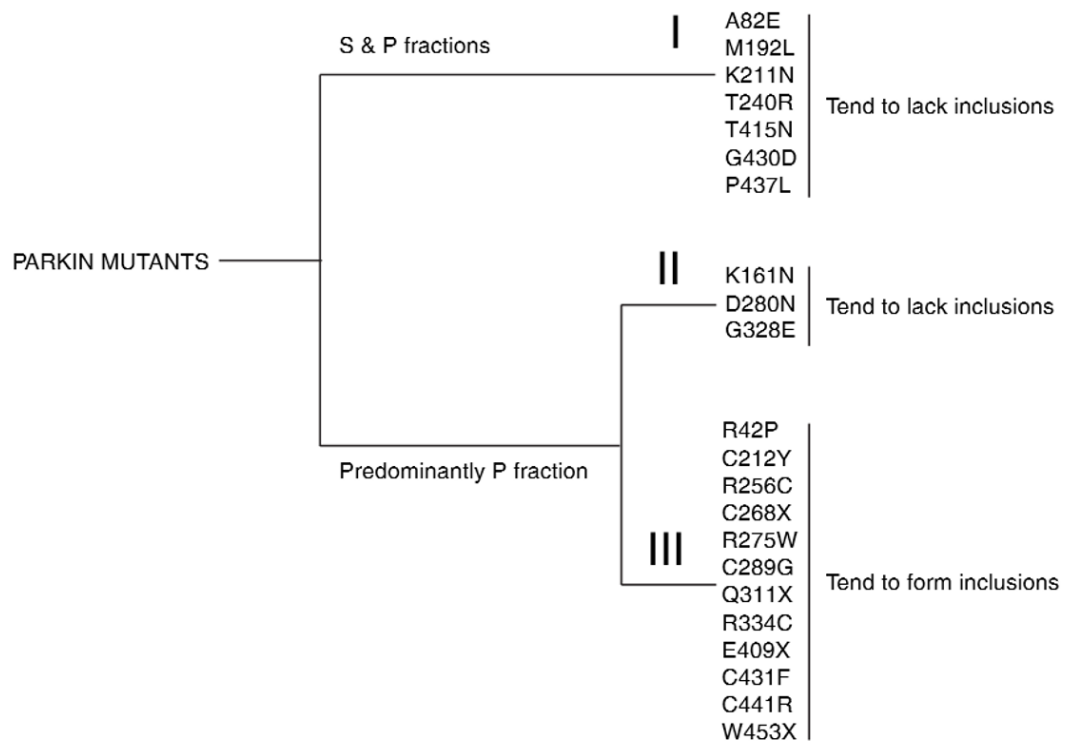 S & P fractions
I
A82E
M192L
K211N
T240R
T415N
G430D
P437L
Tend to lack inclusions
PARKIN MUTANTS
II
K161N
D280N
G328E
Tend to lack inclusions
Predominantly P fraction
III
R42P
C212Y
R256C
C268X
R275W
C289G
Q311X
R334C
E409X
C431F
C441R
W453X
Tend to form inclusions